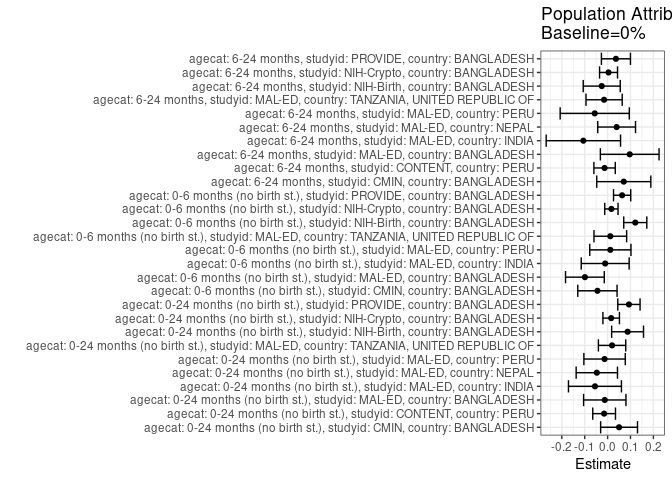 Population Attrib
Baseline=0%
agecat: 6-24 months, studyid: PROVIDE, country: BANGLADESH
agecat: 6-24 months, studyid: NIH-Crypto, country: BANGLADESH
agecat: 6-24 months, studyid: NIH-Birth, country: BANGLADESH
agecat: 6-24 months, studyid: MAL-ED, country: TANZANIA, UNITED REPUBLIC OF
agecat: 6-24 months, studyid: MAL-ED, country: PERU
agecat: 6-24 months, studyid: MAL-ED, country: NEPAL
agecat: 6-24 months, studyid: MAL-ED, country: INDIA
agecat: 6-24 months, studyid: MAL-ED, country: BANGLADESH
agecat: 6-24 months, studyid: CONTENT, country: PERU
agecat: 6-24 months, studyid: CMIN, country: BANGLADESH
agecat: 0-6 months (no birth st.), studyid: PROVIDE, country: BANGLADESH
agecat: 0-6 months (no birth st.), studyid: NIH-Crypto, country: BANGLADESH
agecat: 0-6 months (no birth st.), studyid: NIH-Birth, country: BANGLADESH
agecat: 0-6 months (no birth st.), studyid: MAL-ED, country: TANZANIA, UNITED REPUBLIC OF
agecat: 0-6 months (no birth st.), studyid: MAL-ED, country: PERU
agecat: 0-6 months (no birth st.), studyid: MAL-ED, country: INDIA
agecat: 0-6 months (no birth st.), studyid: MAL-ED, country: BANGLADESH
agecat: 0-6 months (no birth st.), studyid: CMIN, country: BANGLADESH
agecat: 0-24 months (no birth st.), studyid: PROVIDE, country: BANGLADESH
agecat: 0-24 months (no birth st.), studyid: NIH-Crypto, country: BANGLADESH
agecat: 0-24 months (no birth st.), studyid: NIH-Birth, country: BANGLADESH
agecat: 0-24 months (no birth st.), studyid: MAL-ED, country: TANZANIA, UNITED REPUBLIC OF
agecat: 0-24 months (no birth st.), studyid: MAL-ED, country: PERU
agecat: 0-24 months (no birth st.), studyid: MAL-ED, country: NEPAL
agecat: 0-24 months (no birth st.), studyid: MAL-ED, country: INDIA
agecat: 0-24 months (no birth st.), studyid: MAL-ED, country: BANGLADESH
agecat: 0-24 months (no birth st.), studyid: CONTENT, country: PERU
agecat: 0-24 months (no birth st.), studyid: CMIN, country: BANGLADESH
-0.2 -0.1 0.0 0.1 0.2
Estimate